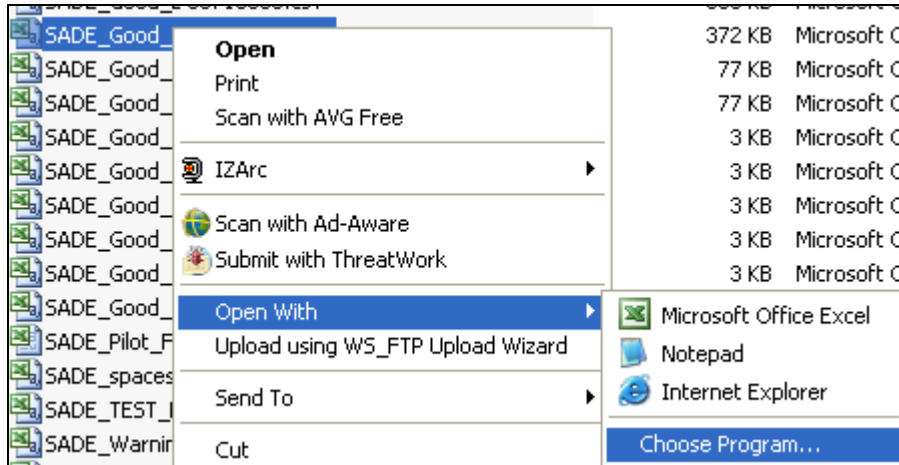 SADE_Good_ 372 KB Microsoft
SADE_Good_ 77 KB Microsoft
SADE_Good_ 77 KB Microsoft
SADE_Good_ 3 KB Microsoft
SADE_Good_ 3 KB Microsoft
SADE_Good_ 3 KB Microsoft
SADE_Good_ 3 KB Microsoft
SADE_Good_ 3 KB Microsoft
SADE_Good_
SADE_Pilot_F
SADE_spaces
SADE_TEST_
SADE_Warnin
Open
Print
Scan with AVG Free
IZArc
Scan with Ad-Aware
Submit with ThreatWork
Open With
Upload using WS_FTP Upload Wizard
Send To
Cut
Microsoft Office Excel
Notepad
Internet Explorer
Choose Program...